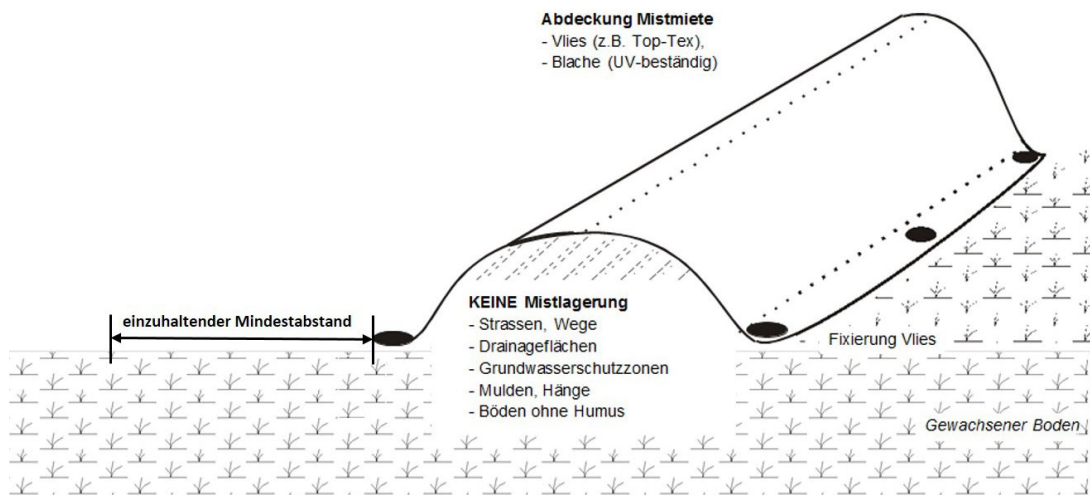 Abdeckung Mistmiete
- Vlies (z.B. Top-Tex),
- Blache (UV-beständig)
KEINE Mistlagerung
- Strassen, Wege
- Drainageflächen
- Grundwasserschutzzonen
- Mulden, Hänge
- Böden ohne Humus
einzuhaltender Mindestabstand
Fixierung Vlies
Gewachsener Boden